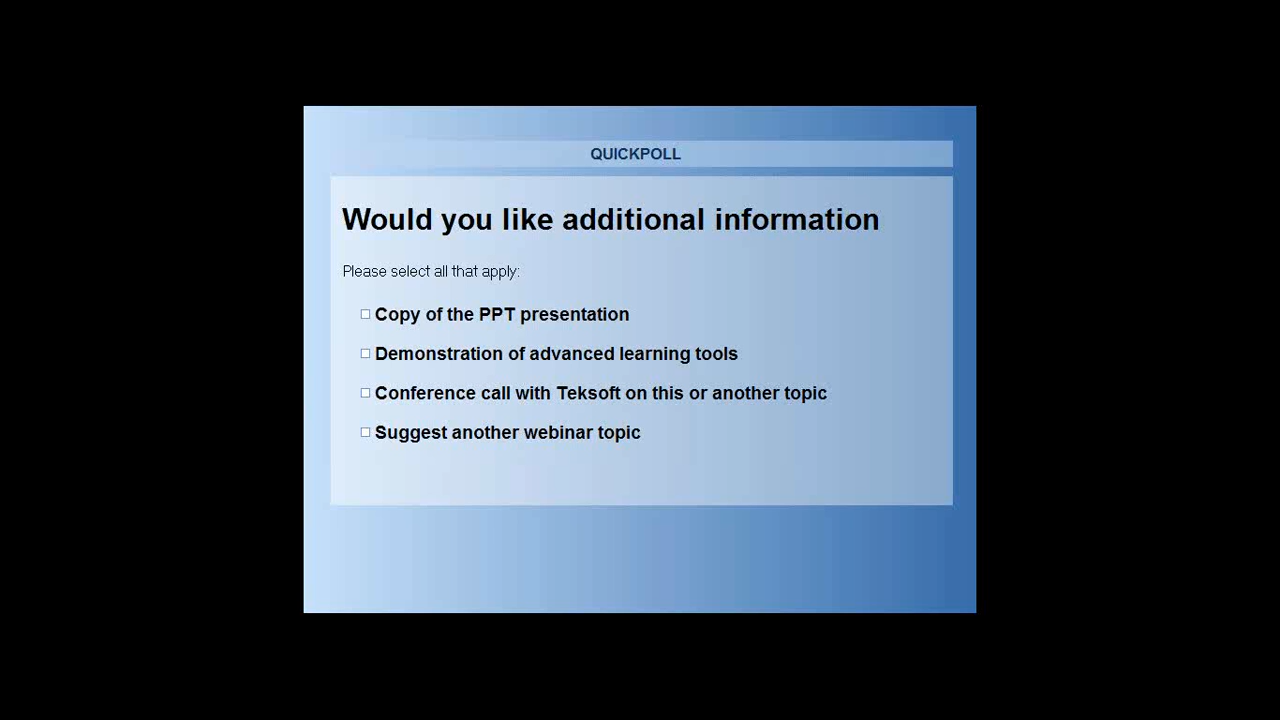 QUICKPOLL
Would you like additional information
Please select all that apply:
Copy of the PPT presentation
Demonstration of advanced learning tools
Conference call with Teksoft on this or another topic
Suggest another webinar topic